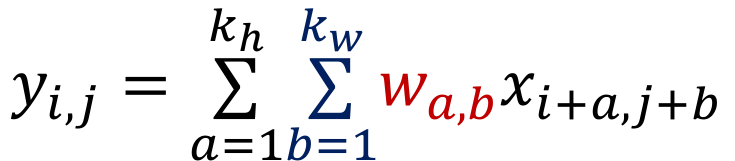 y_{i,j} = \sum_{a=1}^{k_h} \sum_{b=1}^{k_w} w_{a,b} x_{i+a,j+b}